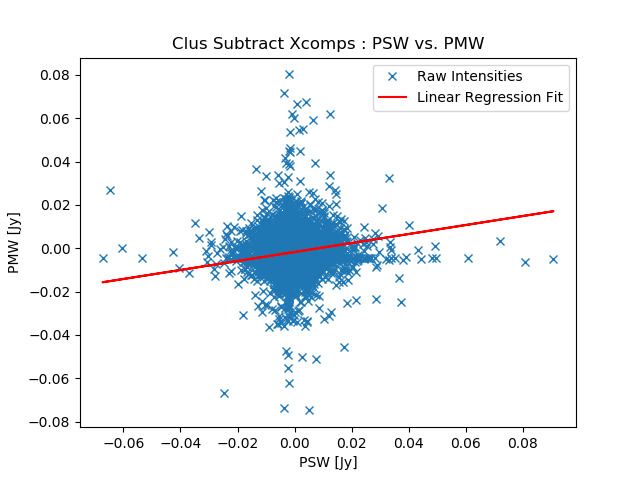 Clus Subtract Xcomps : PSW vs. PMW
Raw Intensities
Linear Regression Fit
PMW [Jy]
0.08
0.06
0.04
0.02
0.00
−0.02
−0.04
−0.06
−0.08
−0.06 −0.04 −0.02 0.00 0.02 0.04 0.06 0.08
PSW [Jy]